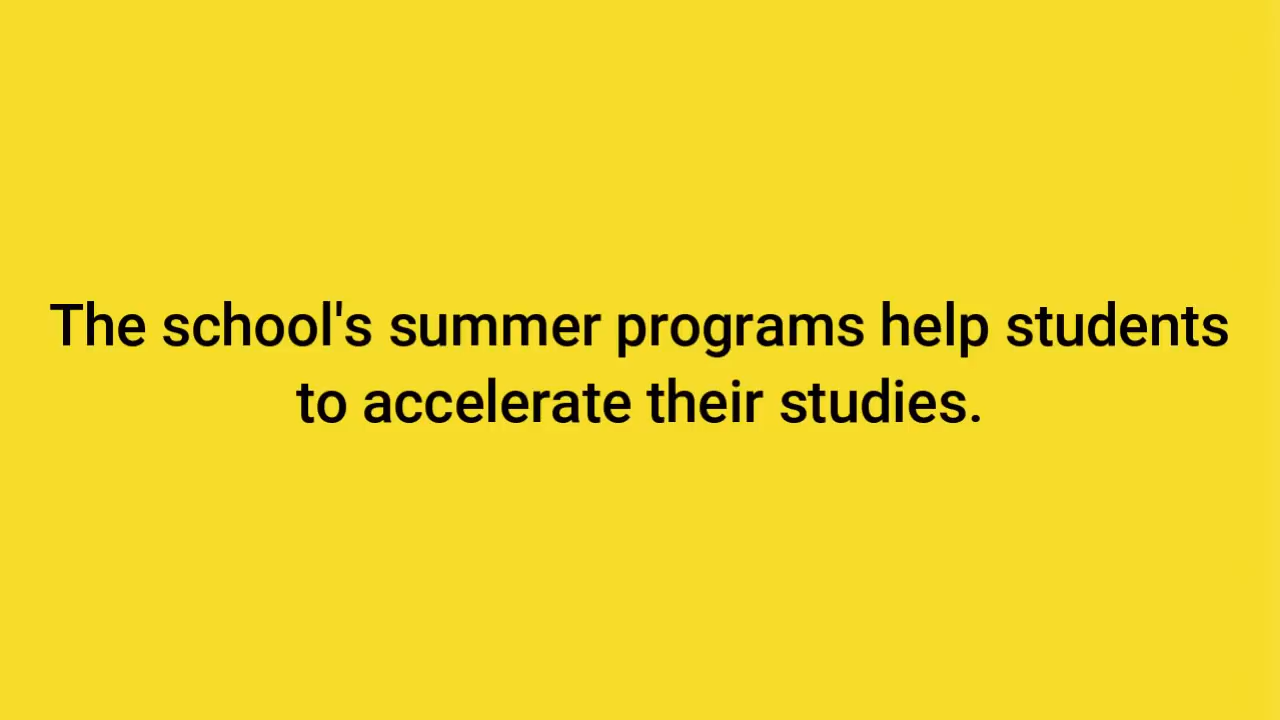 The school's summer programs help students
to accelerate their studies.